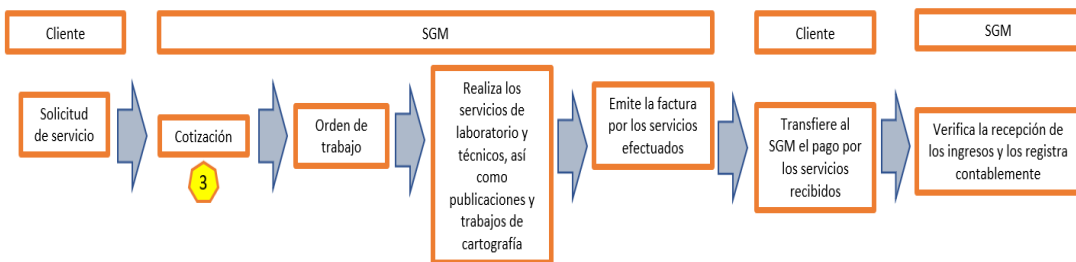 Cliente
SGM
Cliente
SGM
Solicitud
de servicio
Cotización
3
Orden de
trabajo
Realiza los
servicios de
laboratorio y
técnicos, así
como
publicaciones y
trabajos de
cartografía
Emite la factura
por los servicios
efectuados
Transfiere al
SGM el pago por
los servicios
recibidos
Verifica la recepción de
los ingresos y los registra
contablemente